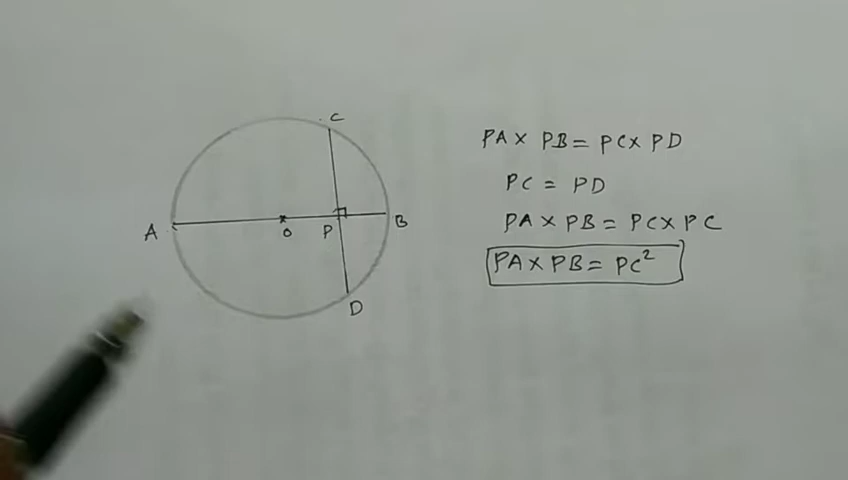 C
PA × PB = PC × PD
PC = PD
A O P B
PA × PB = PC × PC
PA × PB = PC²
D